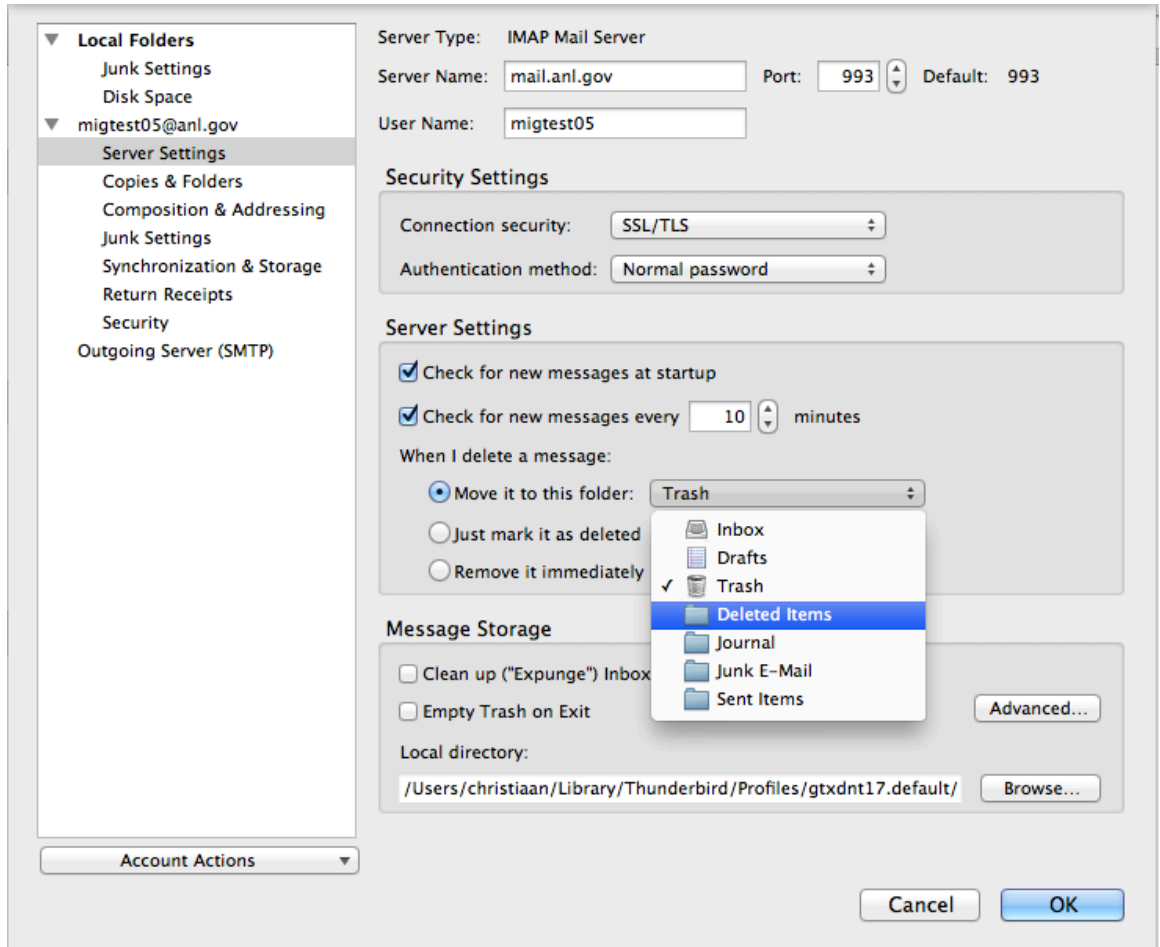 Local Folders
Junk Settings
Disk Space
migtest05@anl.gov
Server Settings
Copies & Folders
Composition & Addressing
Junk Settings
Synchronization & Storage
Return Receipts
Security
Outgoing Server (SMTP)
Account Actions
Server Type: IMAP Mail Server
Server Name: mail.anl.gov Port: 993 Default: 993
User Name: migtest05
Security Settings
Connection security: SSL/TLS
Authentication method: Normal password
Server Settings
Check for new messages at startup
Check for new messages every 10 minutes
When I delete a message:
Move it to this folder: Trash
Just mark it as deleted
Remove it immediately
Inbox
Drafts
Trash
Deleted Items
Journal
Junk E-Mail
Sent Items
Message Storage
Clean up ("Expunge") Inbox
Empty Trash on Exit
Advanced...
Local directory:
/Users/christiaan/Library/Thunderbird/Profiles/gtxdnt17.default/ Browse...
Cancel OK